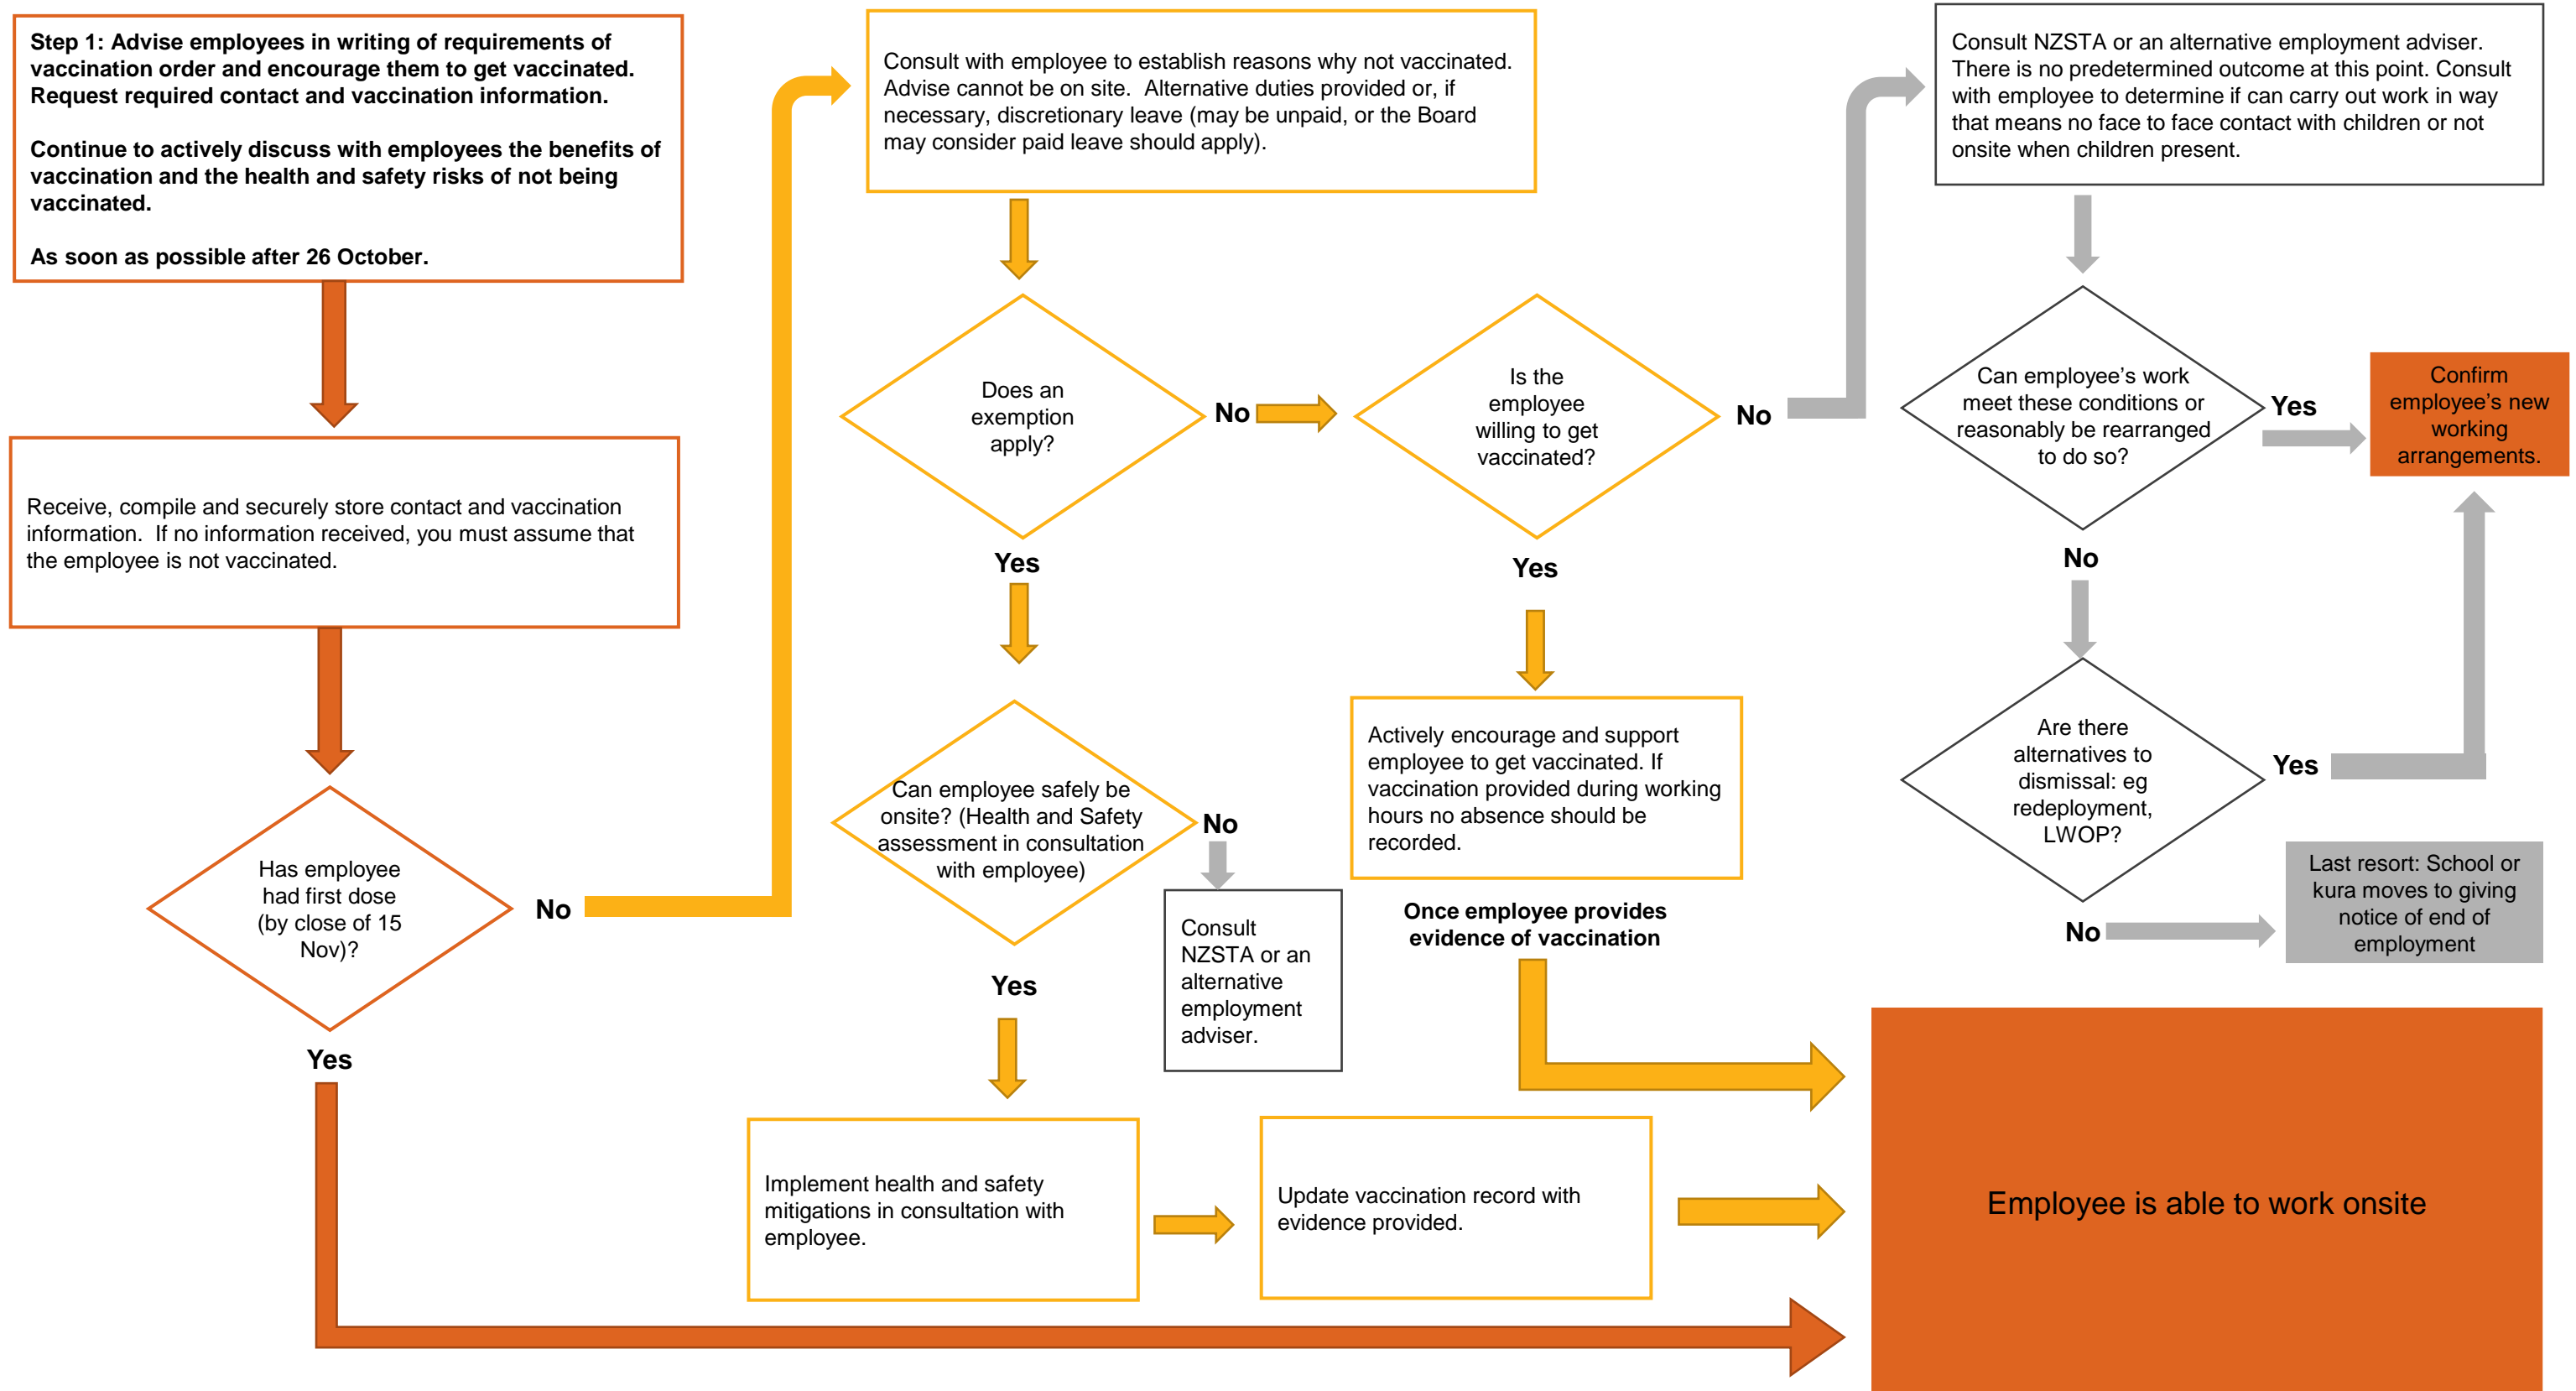 Step 1: Advise employees in writing of requirements of
vaccination order and encourage them to get vaccinated.
Request required contact and vaccination information.
Continue to actively discuss with employees the benefits of
vaccination and the health and safety risks of not being
vaccinated.
As soon as possible after 26 October.
Receive, compile and securely store contact and vaccination
information.  If no information received, you must assume that
the employee is not vaccinated.
Has employee
had first dose
(by close of 15
Nov)?
No
Yes
Consult with employee to establish reasons why not vaccinated.
Advise cannot be on site.  Alternative duties provided or, if
necessary, discretionary leave (may be unpaid, or the Board
may consider paid leave should apply).
Does an
exemption
apply?
No
Yes
Can employee safely be
onsite? (Health and Safety
assessment in consultation
with employee)
No
Consult
NZSTA or an
alternative
employment
adviser.
Yes
Implement health and safety
mitigations in consultation with
employee.
Update vaccination record with
evidence provided.
Is the
employee
willing to get
vaccinated?
No
Yes
Actively encourage and support
employee to get vaccinated. If
vaccination provided during working
hours no absence should be
recorded.
Once employee provides
evidence of vaccination
Consult NZSTA or an alternative employment adviser.
There is no predetermined outcome at this point. Consult
with employee to determine if can carry out work in way
that means no face to face contact with children or not
onsite when children present.
Can employee's work
meet these conditions or
reasonably be rearranged
to do so?
Yes
Confirm
employee's new
working
arrangements.
No
Are there
alternatives to
dismissal: eg
redeployment,
LWOP?
Yes
No
Last resort: School or
kura moves to giving
notice of end of
employment
Employee is able to work onsite